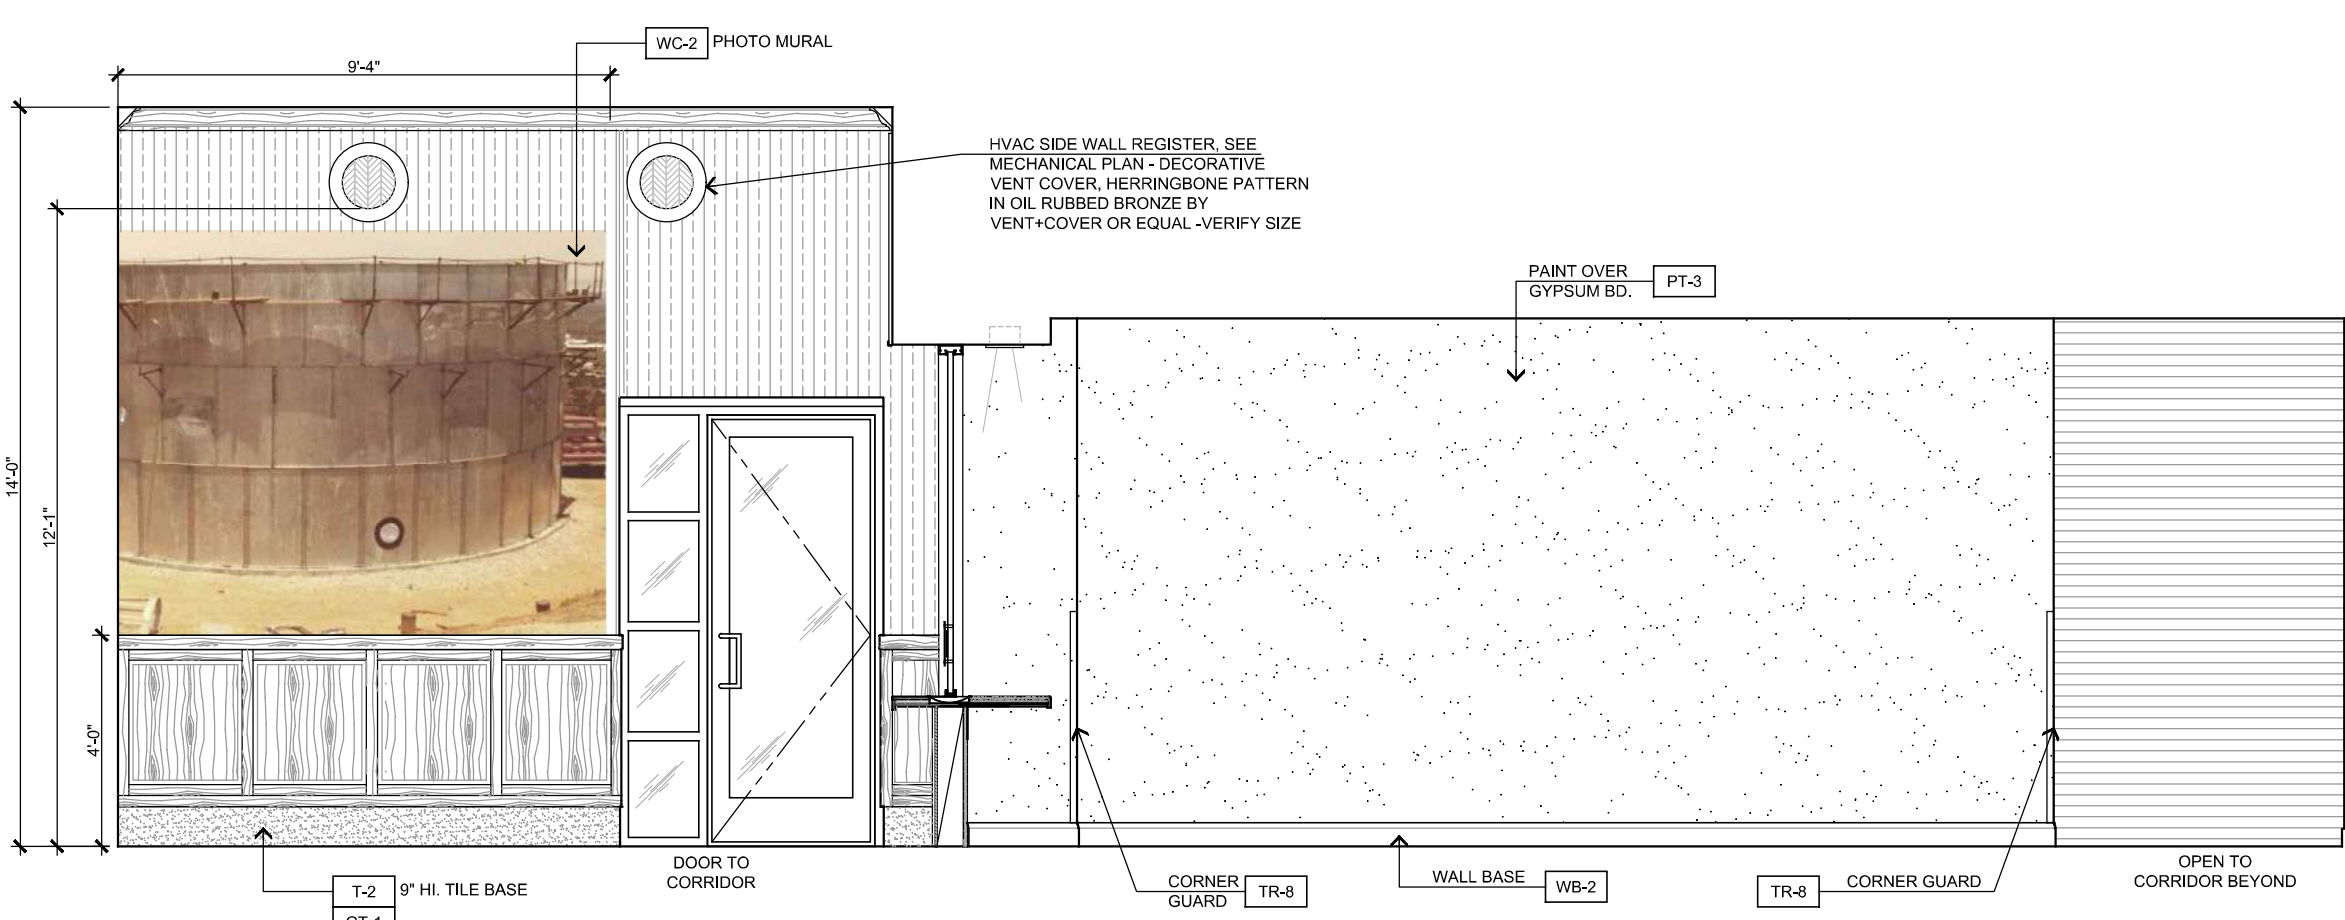 WC-2 PHOTO MURAL
9'-4"
HVAC SIDE WALL REGISTER, SEE
MECHANICAL PLAN - DECORATIVE
VENT COVER, HERRINGBONE PATTERN
IN OIL RUBBED BRONZE BY
VENT+COVER OR EQUAL -VERIFY SIZE
PAINT OVER
GYPSUM BD.
PT-3
14'-0"
12'-1"
4'-0"
DOOR TO
CORRIDOR
T-2 9" HI. TILE BASE
CORNER
GUARD
TR-8
WALL BASE WB-2
TR-8 CORNER GUARD
OPEN TO
CORRIDOR BEYOND